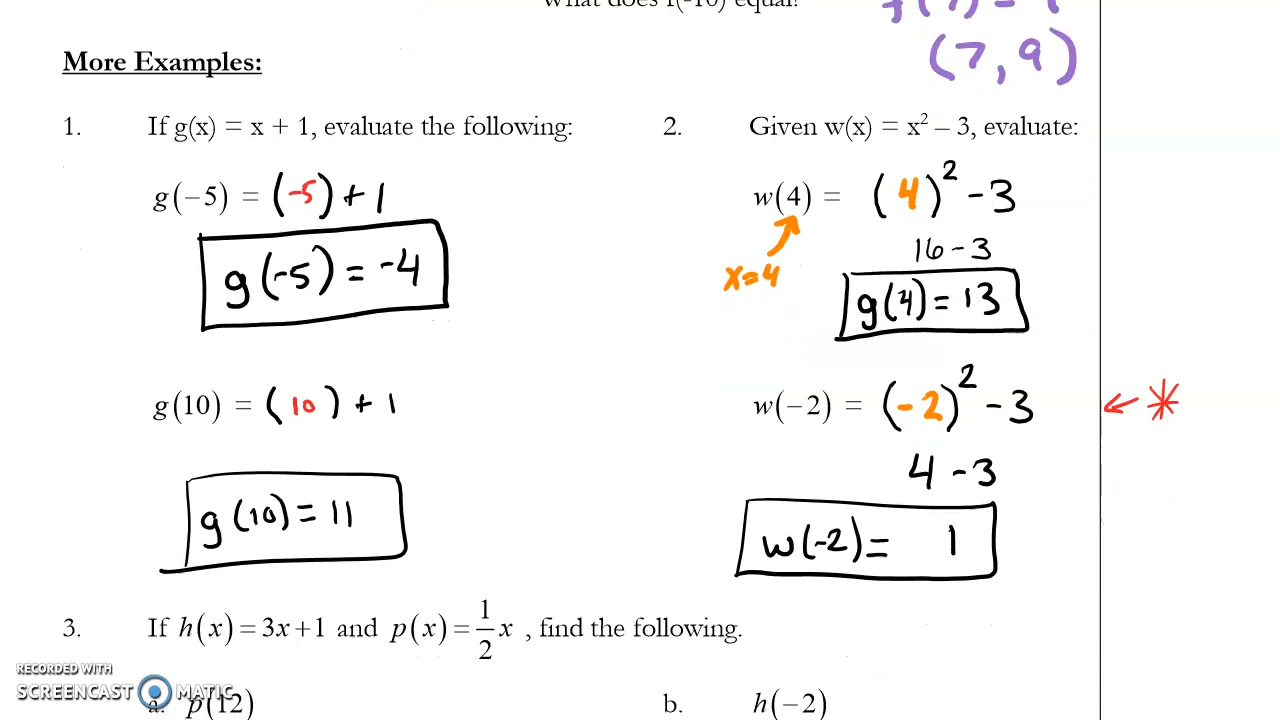 What does f(-10) equal?
(7, 9)
More Examples:
1. If g(x) = x + 1, evaluate the following:
g(−5) = (-5) + 1
g(-5) = -4
g(10) = (10) + 1
g(10) = 11
2. Given w(x) = x² – 3, evaluate:
w(4) = (4)² - 3
x=4
16 - 3
g(4) = 13
w(−2) = (-2)² - 3
← *
4 - 3
w(-2) = 1
3. If h(x) = 3x+1 and p(x) = 1/2 x , find the following.
a. p(12)
b. h(−2)
RECORDED WITH
SCREENCAST MATIC